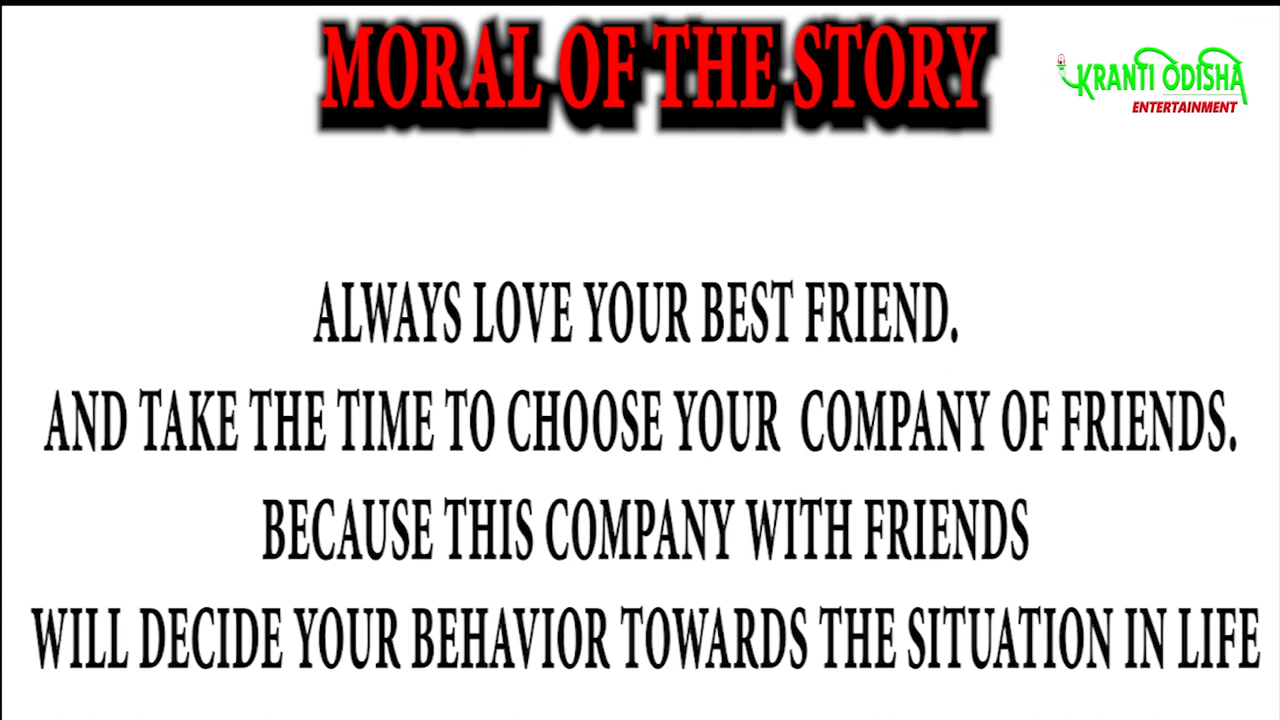 MORAL OF THE STORY
KRANTI ODISHA
ENTERTAINMENT
ALWAYS LOVE YOUR BEST FRIEND.
AND TAKE THE TIME TO CHOOSE YOUR COMPANY OF FRIENDS.
BECAUSE THIS COMPANY WITH FRIENDS
WILL DECIDE YOUR BEHAVIOR TOWARDS THE SITUATION IN LIFE